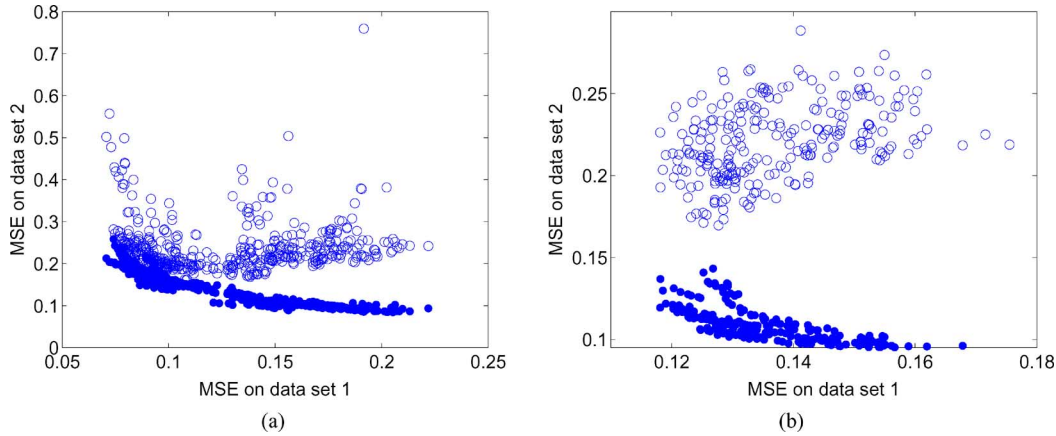 0.8
0.7
0.6
0.5
0.4
0.3
0.2
0.1
0
MSE on data set 2
0.05 0.1 0.15 0.2 0.25
MSE on data set 1
(a)
0.25
0.2
0.15
0.1
MSE on data set 2
0.12 0.14 0.16 0.18
MSE on data set 1
(b)